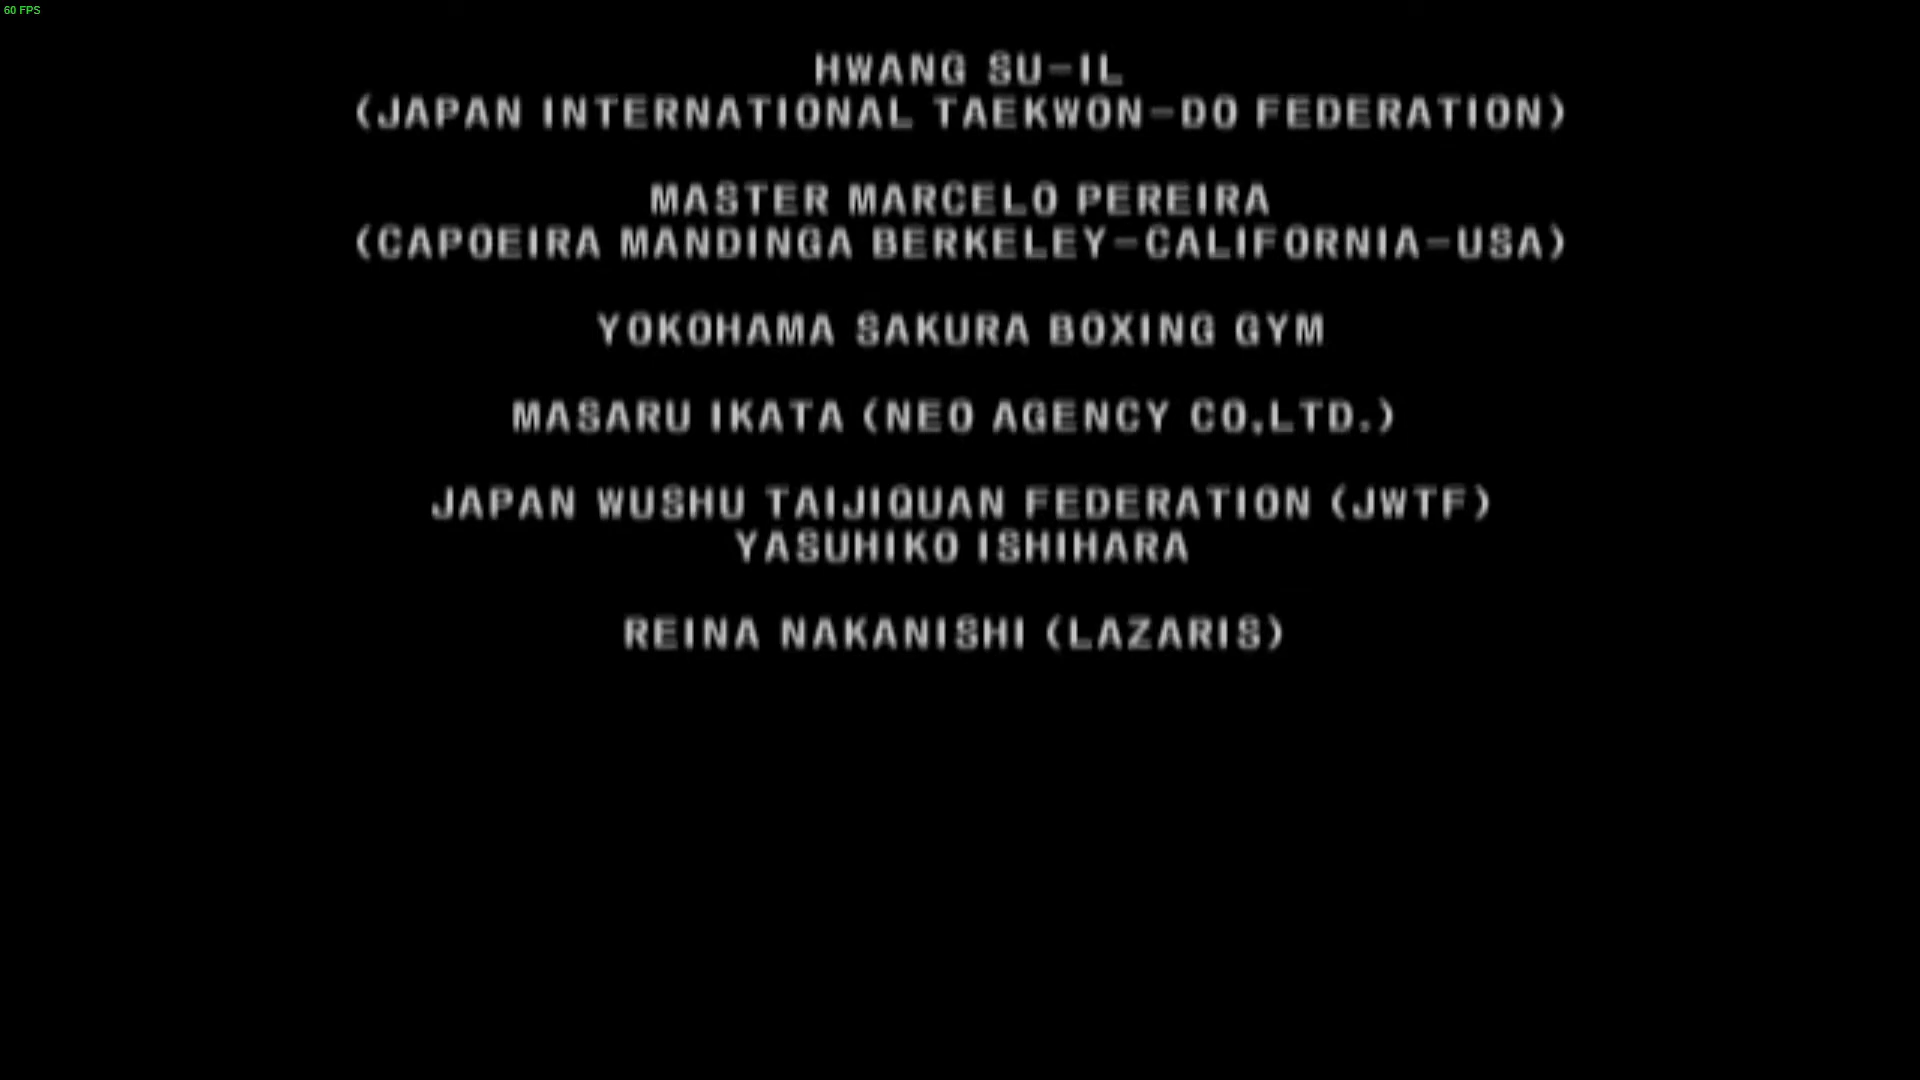 60 FPS
HWANG SU-IL
(JAPAN INTERNATIONAL TAEKWON-DO FEDERATION)
MASTER MARCELO PEREIRA
(CAPOEIRA MANDINGA BERKELEY-CALIFORNIA-USA)
YOKOHAMA SAKURA BOXING GYM
MASARU IKATA (NEO AGENCY CO,LTD.)
JAPAN WUSHU TAIJIQUAN FEDERATION (JWTF)
YASUHIKO ISHIHARA
REINA NAKANISHI (LAZARIS)